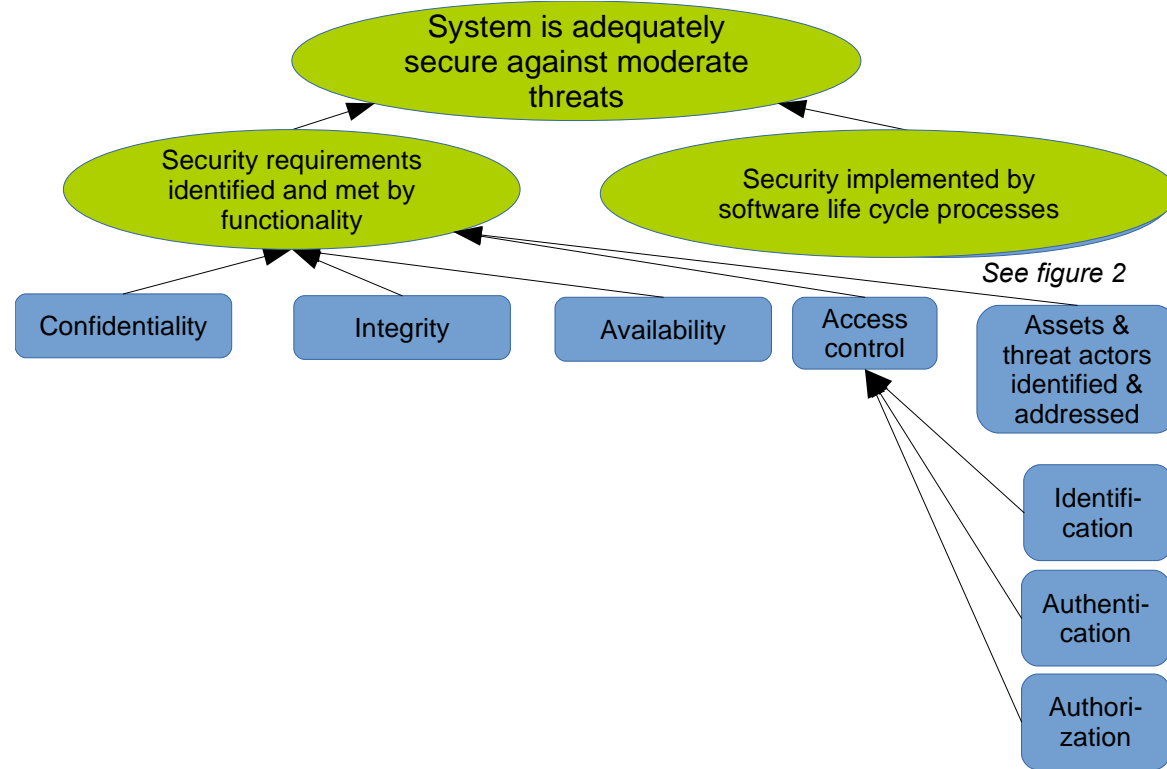 System is adequately
secure against moderate
threats
Security requirements
identified and met by
functionality
Security implemented by
software life cycle processes
See figure 2
Confidentiality
Integrity
Availability
Access
control
Assets &
threat actors
identified &
addressed
Identifi-
cation
Authenti-
cation
Authori-
zation